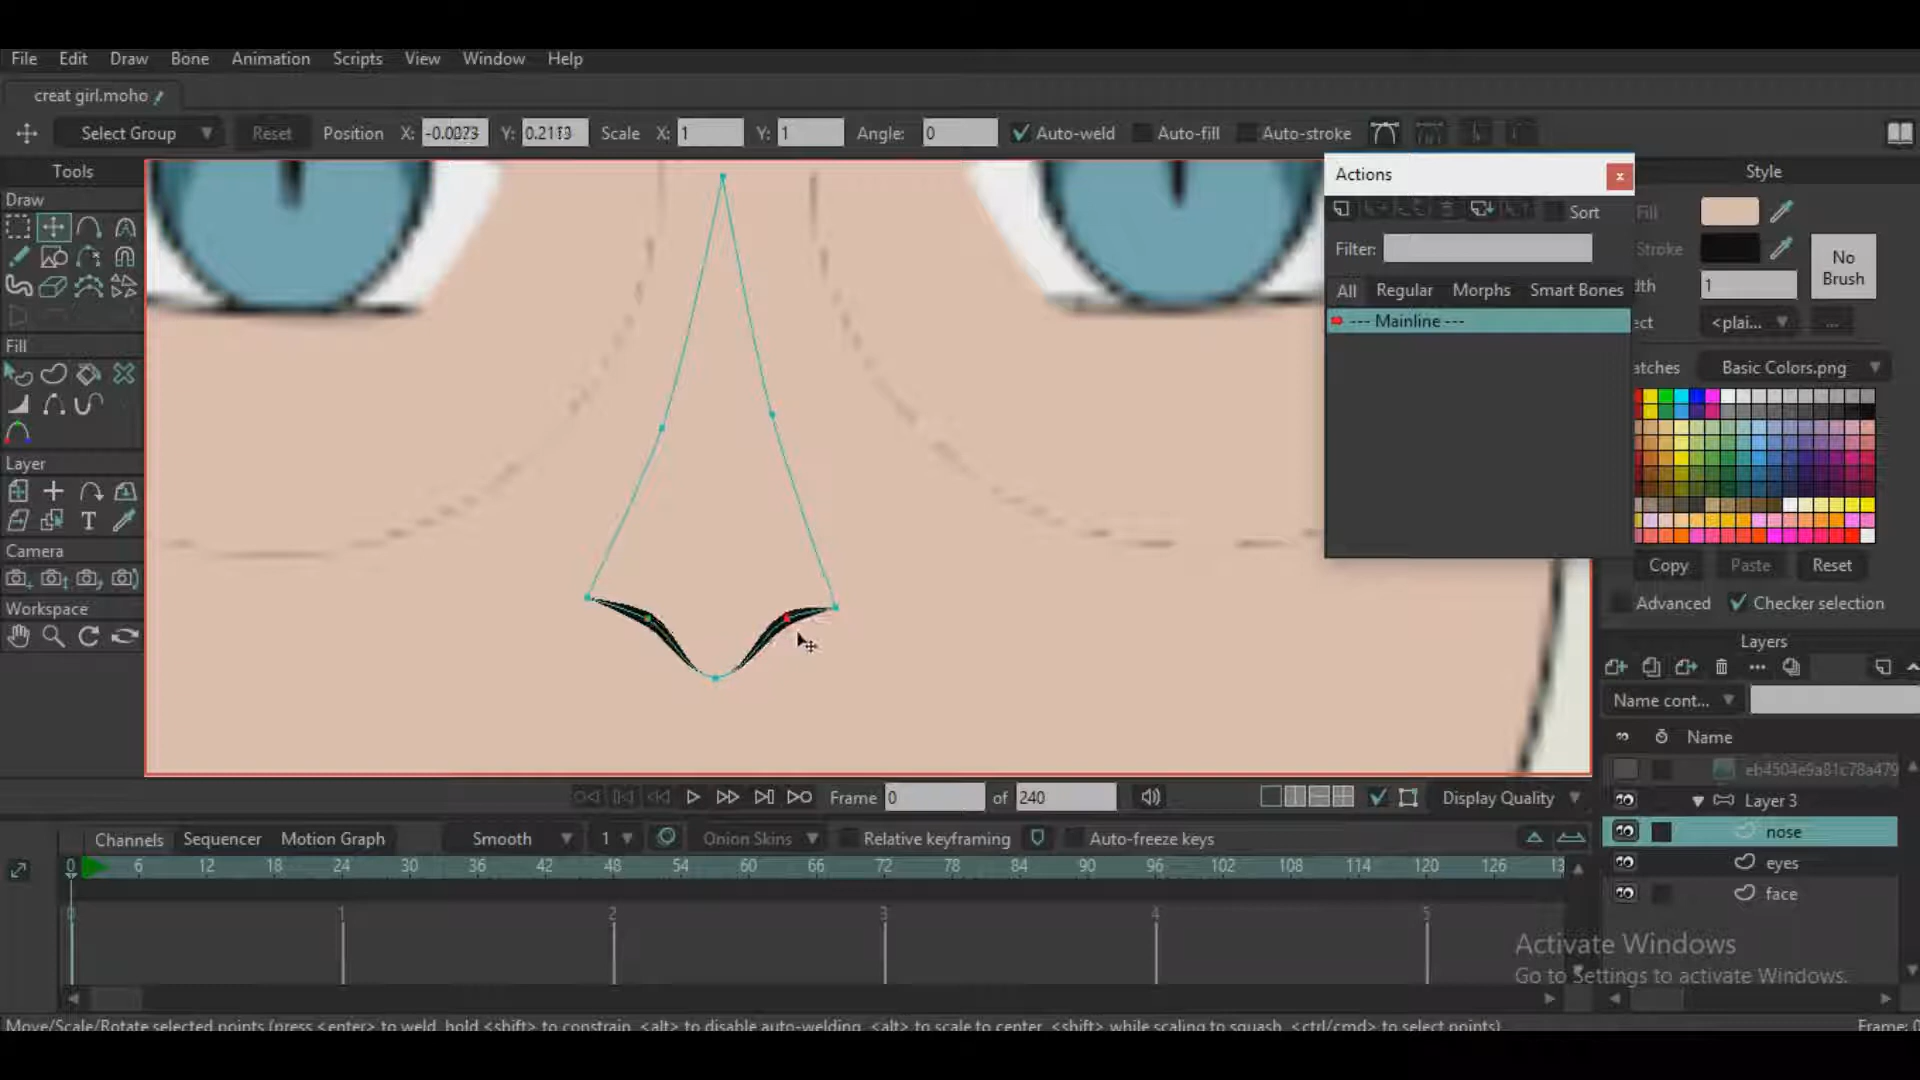 File Edit Draw Bone Animation Scripts View Window Help
creat girl.moho
Select Group Reset Position X: Y: Scale X: 1 Y: 1 Angle: 0 Auto-weld Auto-fill Auto-stroke
Tools
Draw
Fill
Layer
Camera
Workspace
Actions
Sort
Filter:
All Regular Morphs Smart Bones
--- Mainline ---
Style
Fill
Stroke
No Brush
dth 1
ect <plai... ...
atches Basic Colors.png
Copy Paste Reset
Advanced Checker selection
Layers
Name cont...
Name
eb4504e9a81c78a479
Layer 3
nose
eyes
face
Frame 0 of 240 Display Quality
Channels Sequencer Motion Graph Smooth 1 Onion Skins Relative keyframing Auto-freeze keys
0 6 12 18 24 30 36 42 48 54 60 66 72 78 84 90 96 102 108 114 120 126 13
0 1 2 3 4 5
Activate Windows
Go to Settings to activate Windows.
Move/Scale/Rotate selected points (press <enter> to weld, hold <shift> to constrain, <alt> to disable auto-welding, <alt> to scale to center, <shift> while scaling to squash, <ctrl/cmd> to select points)
Frame: 0